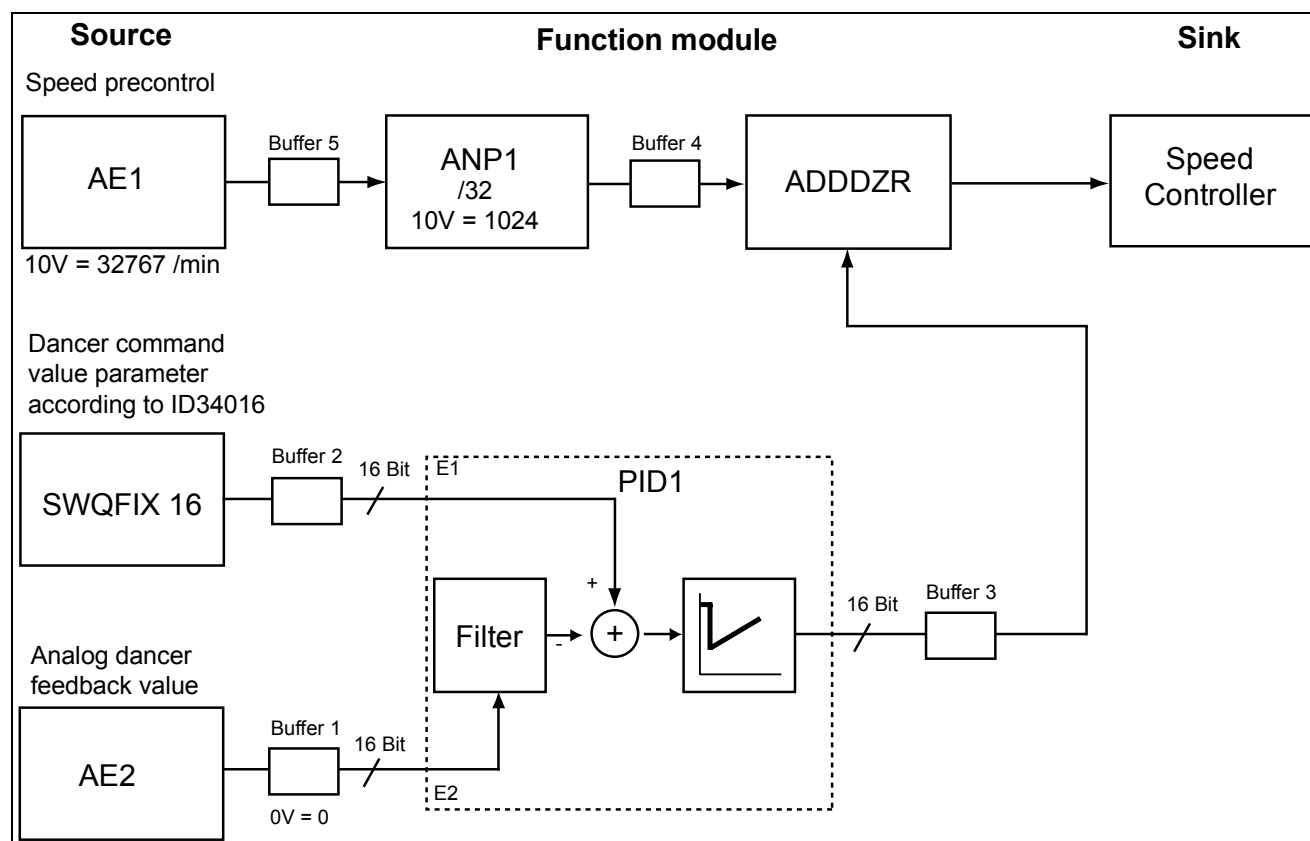 Source
Function module
Sink
Speed precontrol
AE1
Buffer 5
ANP1
/32
10V = 1024
Buffer 4
ADDDZR
Speed
Controller
10V = 32767 /min
Dancer command
value parameter
according to ID34016
SWQFIX 16
Buffer 2
16 Bit
E1
PID1
+
Filter
-
+
16 Bit
Buffer 3
Analog dancer
feedback value
AE2
Buffer 1
16 Bit
E2
0V = 0